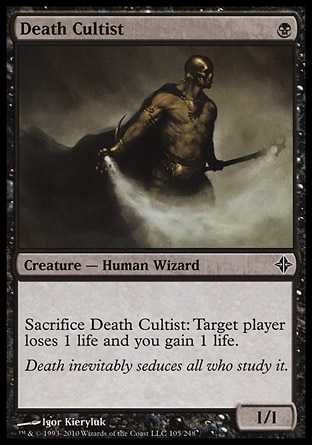 Death Cultist
Creature — Human Wizard
Sacrifice Death Cultist: Target player
loses 1 life and you gain 1 life.
Death inevitably seduces all who study it.
Igor Kieryluk
™ & © 1993-2010 Wizards of the Coast LLC 105/248
1/1